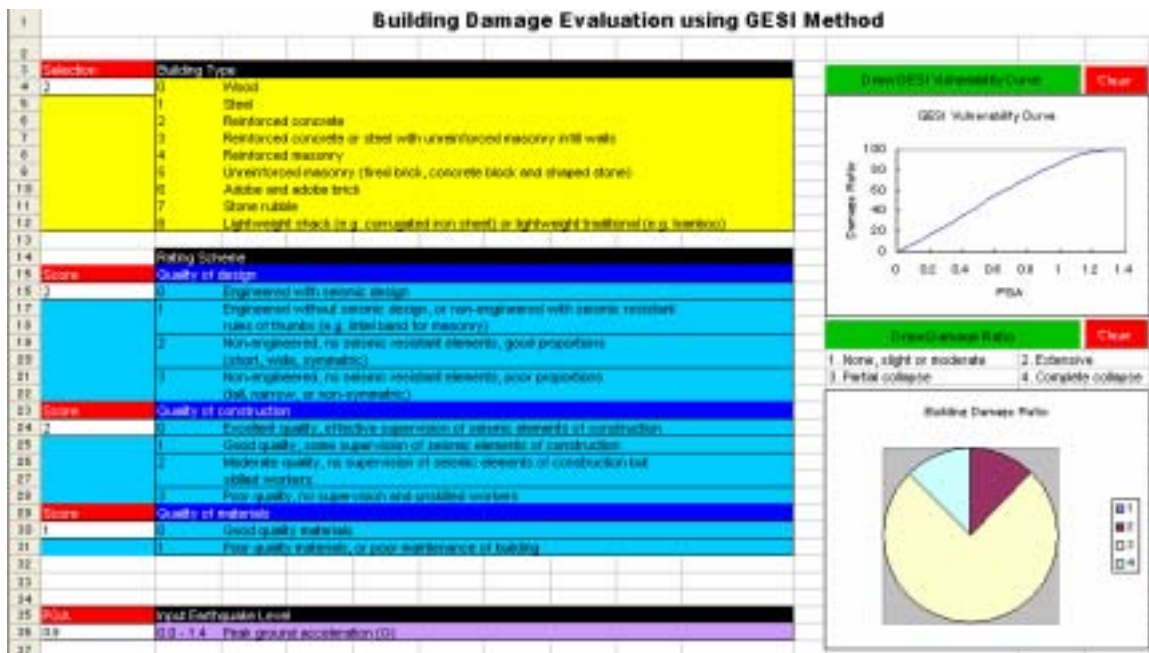 Building Damage Evaluation using GESI Method
Selection Building Type
2 0 Wood
1 Steel
2 Reinforced concrete
3 Reinforced concrete or steel with unreinforced masonry infill walls
4 Reinforced masonry
5 Unreinforced masonry (fired brick, concrete block and shaped stone)
6 Adobe and adobe brick
7 Stone rubble
8 Lightweight shack (e.g. corrugated iron sheet) or lightweight traditional (e.g. bamboo)
Rating Scheme
Score Quality of design
0 Engineered with seismic design
1 Engineered without seismic design, or non-engineered with seismic resistant
rules of thumbs (e.g. lintel band for masonry)
2 Non-engineered, no seismic resistant elements, good proportions
(short, wide, symmetric)
3 Non-engineered, no seismic resistant elements, poor proportions
(tall, narrow, or non-symmetric)
Score Quality of construction
2 0 Excellent quality, effective supervision of seismic elements of construction
1 Good quality, some supervision of seismic elements of construction
2 Moderate quality, no supervision of seismic elements of construction but
skilled workers
3 Poor quality, no supervision and unskilled workers
Score Quality of materials
1 0 Good quality materials
1 Poor quality materials, or poor maintenance of building
PGA Input Earthquake Level
0.0 - 1.4 Peak ground acceleration (G)
Draw GESI Vulnerability Curve Clear
GESI Vulnerability Curve
Damage Ratio
100
80
60
40
20
0
0 0.2 0.4 0.6 0.8 1 1.2 1.4
PGA
Draw Damage Ratio Clear
1. None, slight or moderate 2. Extensive
3. Partial collapse 4. Complete collapse
Building Damage Ratio
1
2
3
4